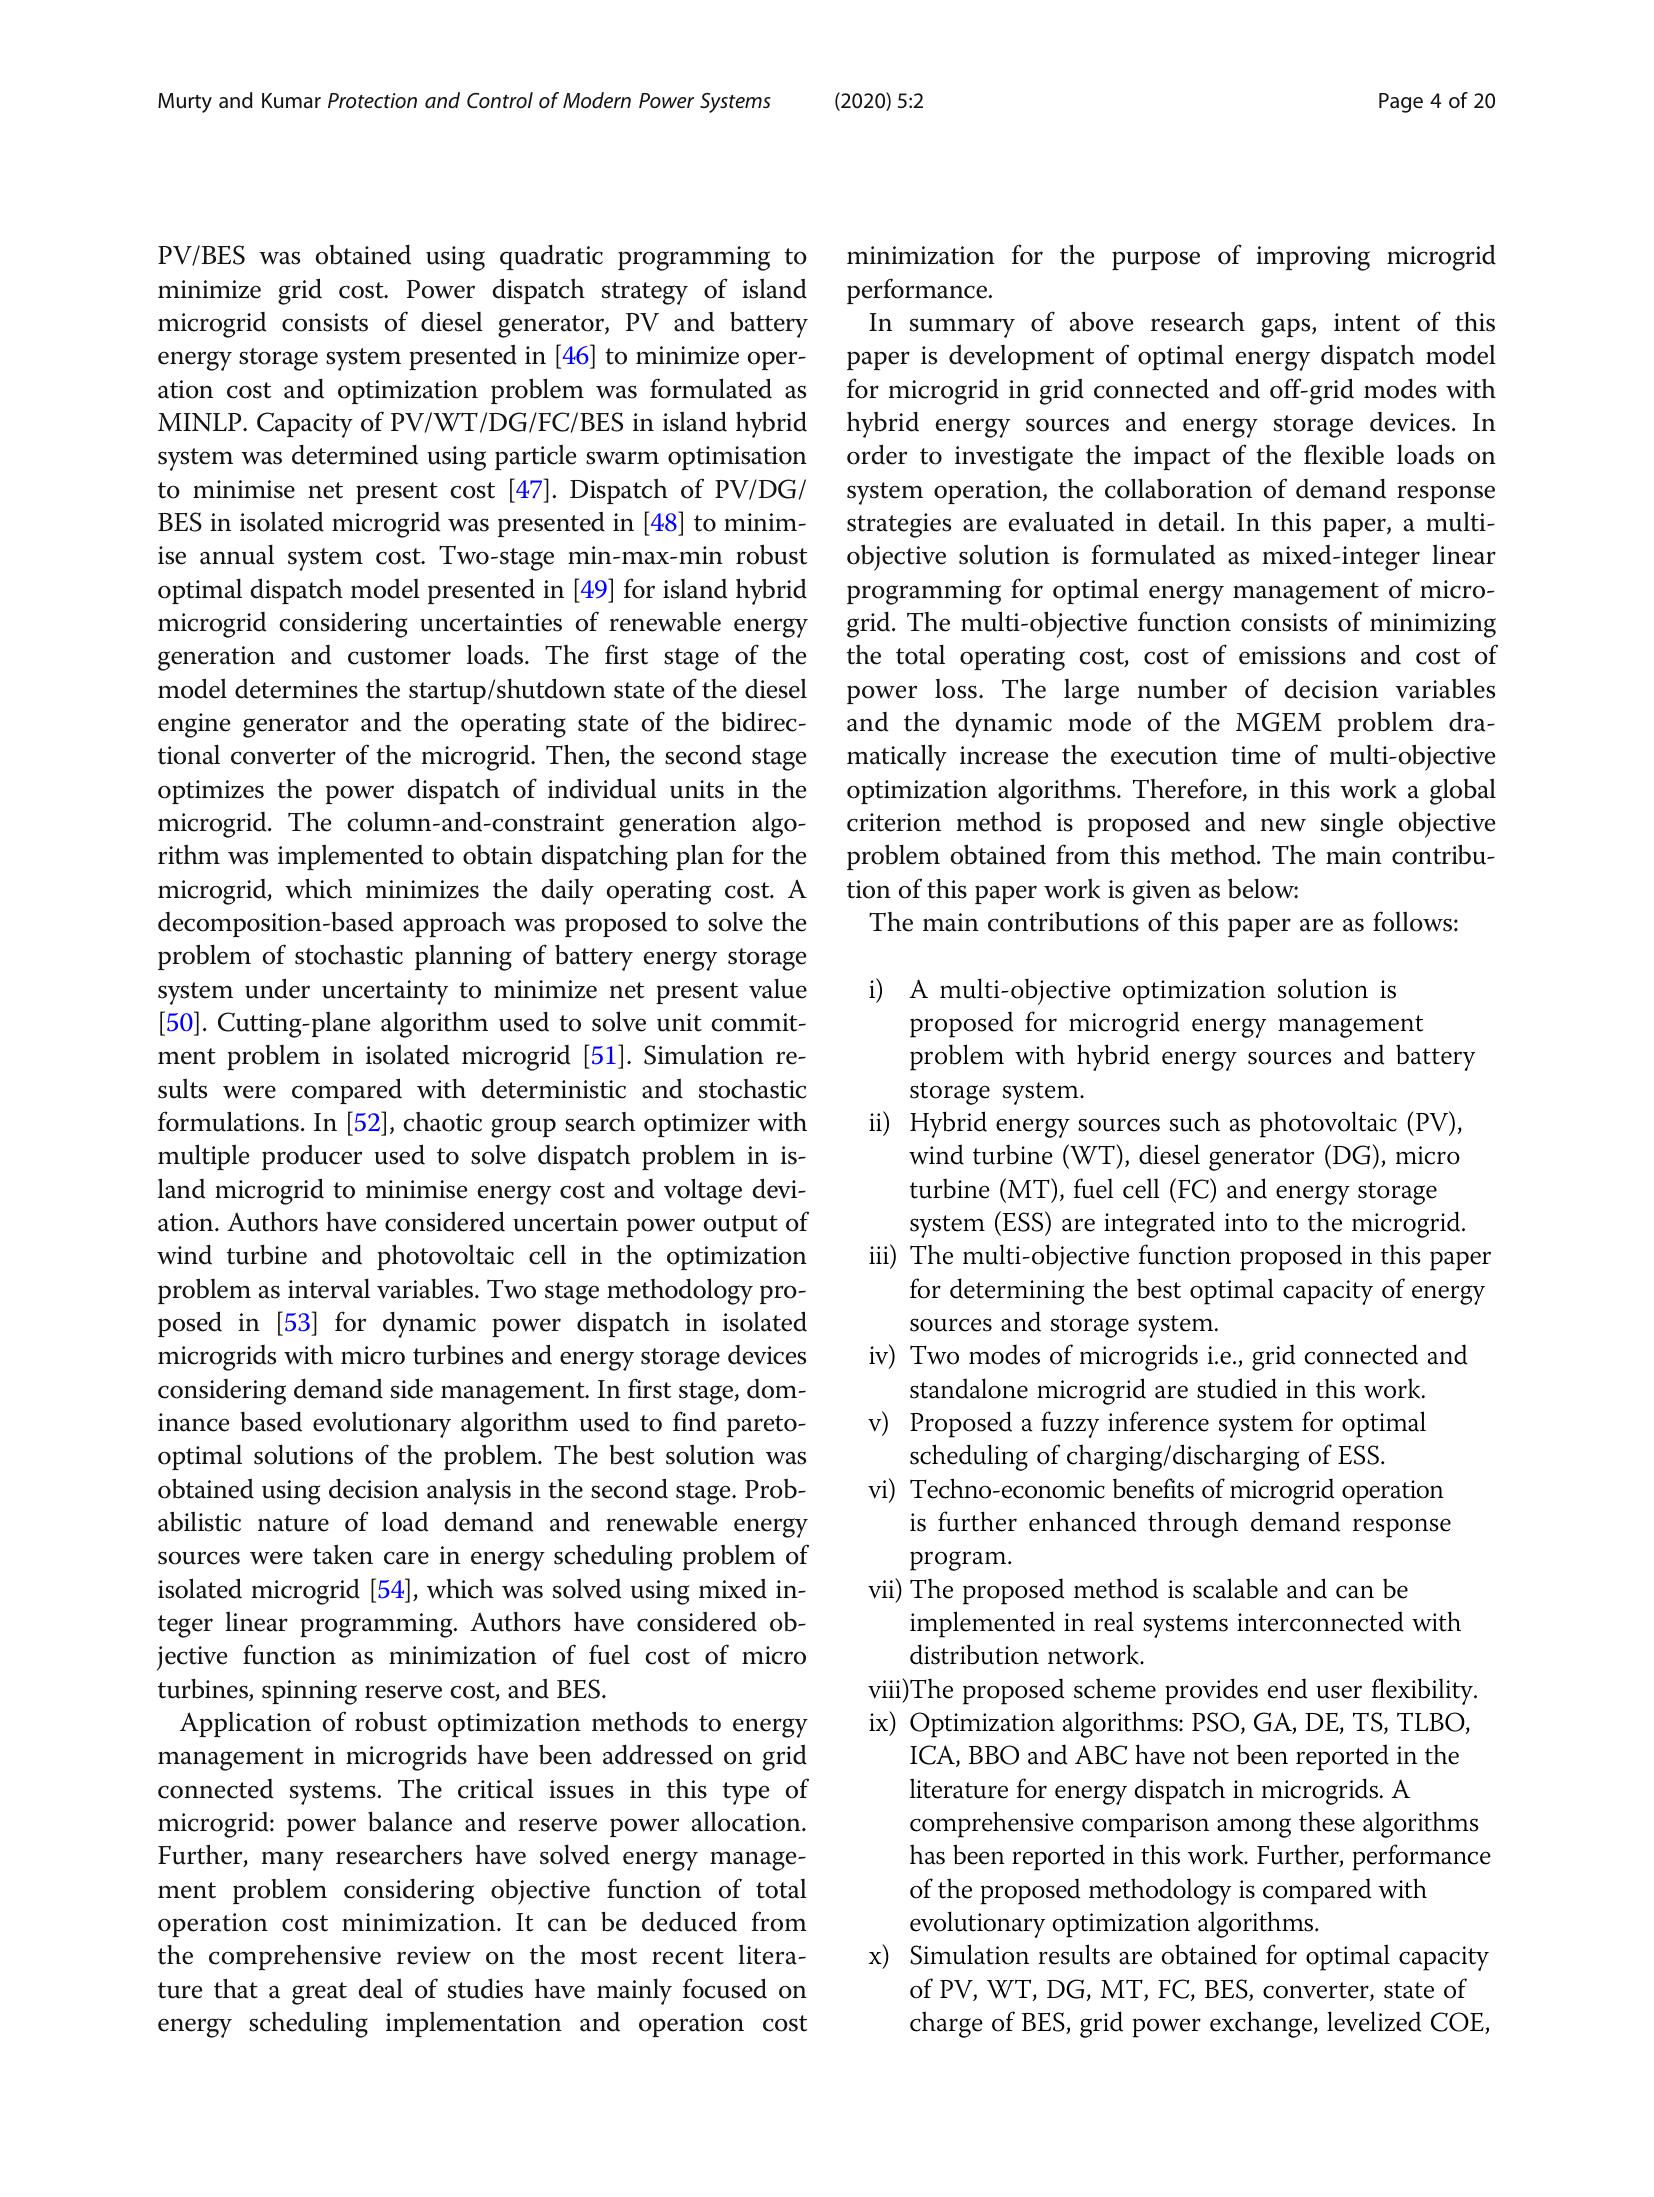 Murty and Kumar Protection and Control of Modern Power Systems (2020) 5:2 Page 4 of 20
PV/BES was obtained using quadratic programming to
minimize grid cost. Power dispatch strategy of island
microgrid consists of diesel generator, PV and battery
energy storage system presented in [46] to minimize oper-
ation cost and optimization problem was formulated as
MINLP. Capacity of PV/WT/DG/FC/BES in island hybrid
system was determined using particle swarm optimisation
to minimise net present cost [47]. Dispatch of PV/DG/
BES in isolated microgrid was presented in [48] to minim-
ise annual system cost. Two-stage min-max-min robust
optimal dispatch model presented in [49] for island hybrid
microgrid considering uncertainties of renewable energy
generation and customer loads. The first stage of the
model determines the startup/shutdown state of the diesel
engine generator and the operating state of the bidirec-
tional converter of the microgrid. Then, the second stage
optimizes the power dispatch of individual units in the
microgrid. The column-and-constraint generation algo-
rithm was implemented to obtain dispatching plan for the
microgrid, which minimizes the daily operating cost. A
decomposition-based approach was proposed to solve the
problem of stochastic planning of battery energy storage
system under uncertainty to minimize net present value
[50]. Cutting-plane algorithm used to solve unit commit-
ment problem in isolated microgrid [51]. Simulation re-
sults were compared with deterministic and stochastic
formulations. In [52], chaotic group search optimizer with
multiple producer used to solve dispatch problem in is-
land microgrid to minimise energy cost and voltage devi-
ation. Authors have considered uncertain power output of
wind turbine and photovoltaic cell in the optimization
problem as interval variables. Two stage methodology pro-
posed in [53] for dynamic power dispatch in isolated
microgrids with micro turbines and energy storage devices
considering demand side management. In first stage, dom-
inance based evolutionary algorithm used to find pareto-
optimal solutions of the problem. The best solution was
obtained using decision analysis in the second stage. Prob-
abilistic nature of load demand and renewable energy
sources were taken care in energy scheduling problem of
isolated microgrid [54], which was solved using mixed in-
teger linear programming. Authors have considered ob-
jective function as minimization of fuel cost of micro
turbines, spinning reserve cost, and BES.
Application of robust optimization methods to energy
management in microgrids have been addressed on grid
connected systems. The critical issues in this type of
microgrid: power balance and reserve power allocation.
Further, many researchers have solved energy manage-
ment problem considering objective function of total
operation cost minimization. It can be deduced from
the comprehensive review on the most recent litera-
ture that a great deal of studies have mainly focused on
energy scheduling implementation and operation cost
minimization for the purpose of improving microgrid
performance.
In summary of above research gaps, intent of this
paper is development of optimal energy dispatch model
for microgrid in grid connected and off-grid modes with
hybrid energy sources and energy storage devices. In
order to investigate the impact of the flexible loads on
system operation, the collaboration of demand response
strategies are evaluated in detail. In this paper, a multi-
objective solution is formulated as mixed-integer linear
programming for optimal energy management of micro-
grid. The multi-objective function consists of minimizing
the total operating cost, cost of emissions and cost of
power loss. The large number of decision variables
and the dynamic mode of the MGEM problem dra-
matically increase the execution time of multi-objective
optimization algorithms. Therefore, in this work a global
criterion method is proposed and new single objective
problem obtained from this method. The main contribu-
tion of this paper work is given as below:
The main contributions of this paper are as follows:
i) A multi-objective optimization solution is
proposed for microgrid energy management
problem with hybrid energy sources and battery
storage system.
ii) Hybrid energy sources such as photovoltaic (PV),
wind turbine (WT), diesel generator (DG), micro
turbine (MT), fuel cell (FC) and energy storage
system (ESS) are integrated into to the microgrid.
iii) The multi-objective function proposed in this paper
for determining the best optimal capacity of energy
sources and storage system.
iv) Two modes of microgrids i.e., grid connected and
standalone microgrid are studied in this work.
v) Proposed a fuzzy inference system for optimal
scheduling of charging/discharging of ESS.
vi) Techno-economic benefits of microgrid operation
is further enhanced through demand response
program.
vii) The proposed method is scalable and can be
implemented in real systems interconnected with
distribution network.
viii)The proposed scheme provides end user flexibility.
ix) Optimization algorithms: PSO, GA, DE, TS, TLBO,
ICA, BBO and ABC have not been reported in the
literature for energy dispatch in microgrids. A
comprehensive comparison among these algorithms
has been reported in this work. Further, performance
of the proposed methodology is compared with
evolutionary optimization algorithms.
x) Simulation results are obtained for optimal capacity
of PV, WT, DG, MT, FC, BES, converter, state of
charge of BES, grid power exchange, levelized COE,